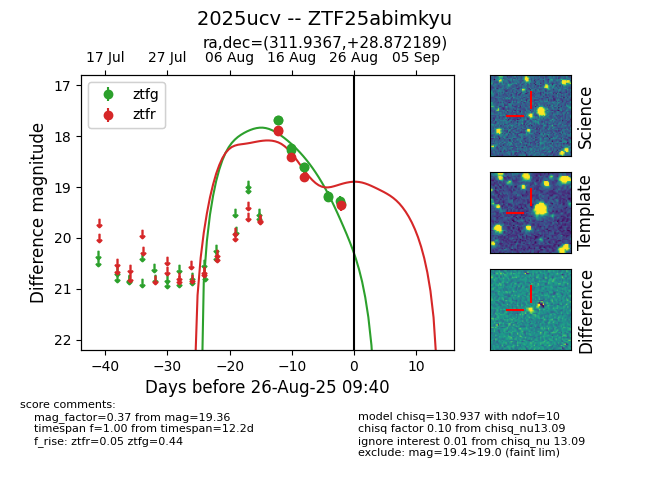 2025ucv -- ZTF25abimkyu
ra,dec=(311.9367,+28.872189)
17 Jul 27 Jul 06 Aug 16 Aug 26 Aug 05 Sep
ztfg
ztfr
17
18
19
20
21
22
Difference magnitude
−40 −30 −20 −10 0 10
Days before 26-Aug-25 09:40
Science
Template
Difference
score comments:
mag_factor=0.37 from mag=19.36
timespan f=1.00 from timespan=12.2d
f_rise: ztfr=0.05 ztfg=0.44
model chisq=130.937 with ndof=10
chisq factor 0.10 from chisq_nu13.09
ignore interest 0.01 from chisq_nu 13.09
exclude: mag=19.4>19.0 (faint lim)